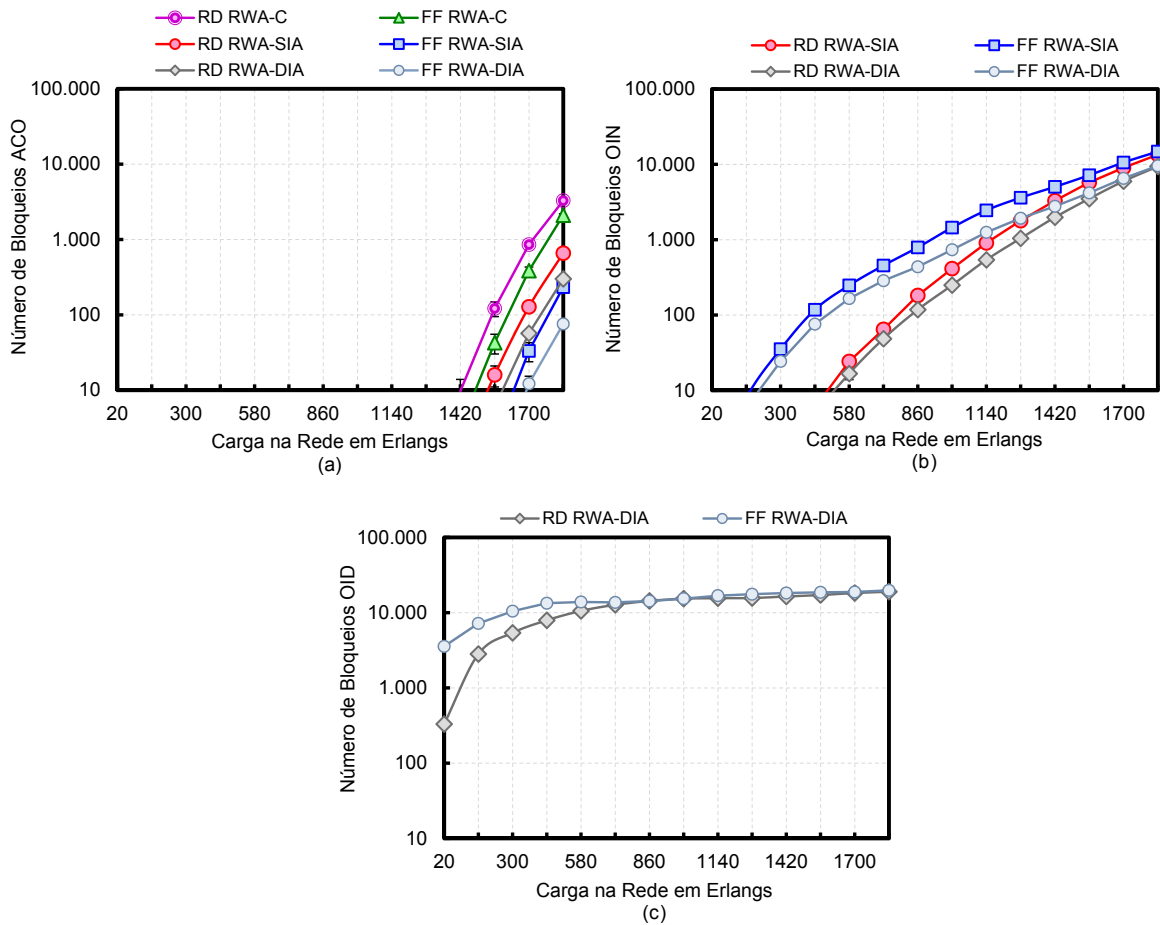 RD RWA-C FF RWA-C
RD RWA-SIA FF RWA-SIA
RD RWA-DIA FF RWA-DIA
Número de Bloqueios ACO
100.000
10.000
1.000
100
10
20 300 580 860 1140 1420 1700
Carga na Rede em Erlangs
(a)
RD RWA-SIA FF RWA-SIA
RD RWA-DIA FF RWA-DIA
Número de Bloqueios OIN
100.000
10.000
1.000
100
10
20 300 580 860 1140 1420 1700
Carga na Rede em Erlangs
(b)
RD RWA-DIA FF RWA-DIA
Número de Bloqueios OID
100.000
10.000
1.000
100
10
20 300 580 860 1140 1420 1700
Carga na Rede em Erlangs
(c)